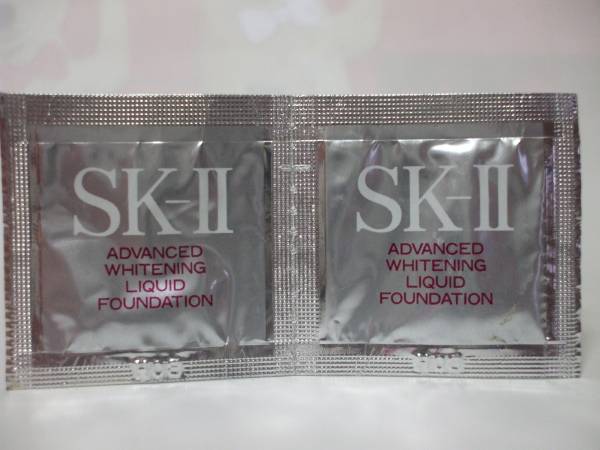 SK-II
ADVANCED
WHITENING
LIQUID
FOUNDATION
SK-II
ADVANCED
WHITENING
LIQUID
FOUNDATION